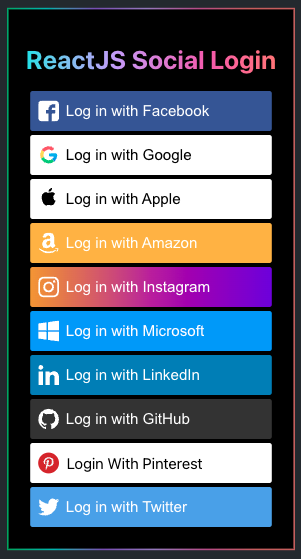 ReactJS Social Login
Log in with Facebook
Log in with Google
Log in with Apple
Log in with Amazon
Log in with Instagram
Log in with Microsoft
Log in with LinkedIn
Log in with GitHub
Login With Pinterest
Log in with Twitter